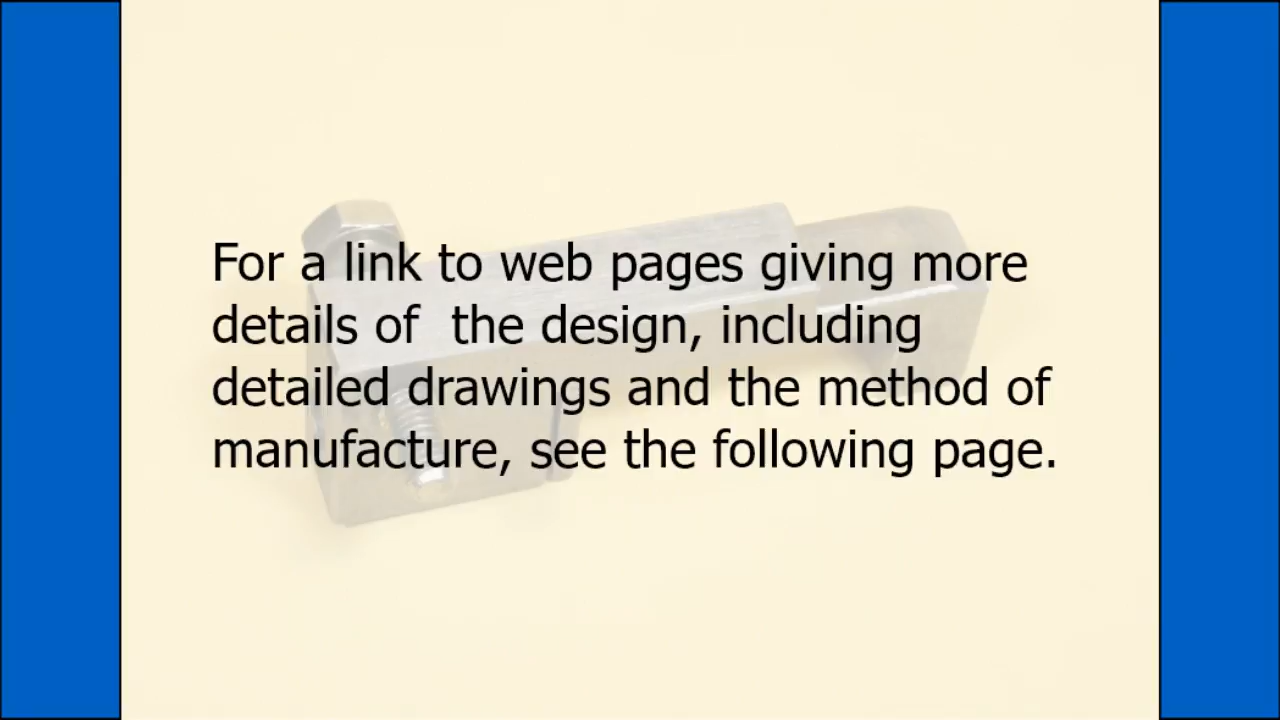 For a link to web pages giving more
details of  the design, including
detailed drawings and the method of
manufacture, see the following page.